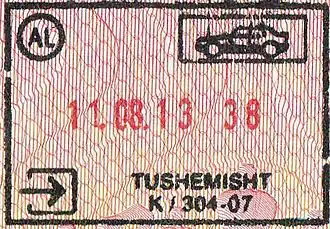 AL
11.08.13 38
TUSHEMISHT
K / 304-07